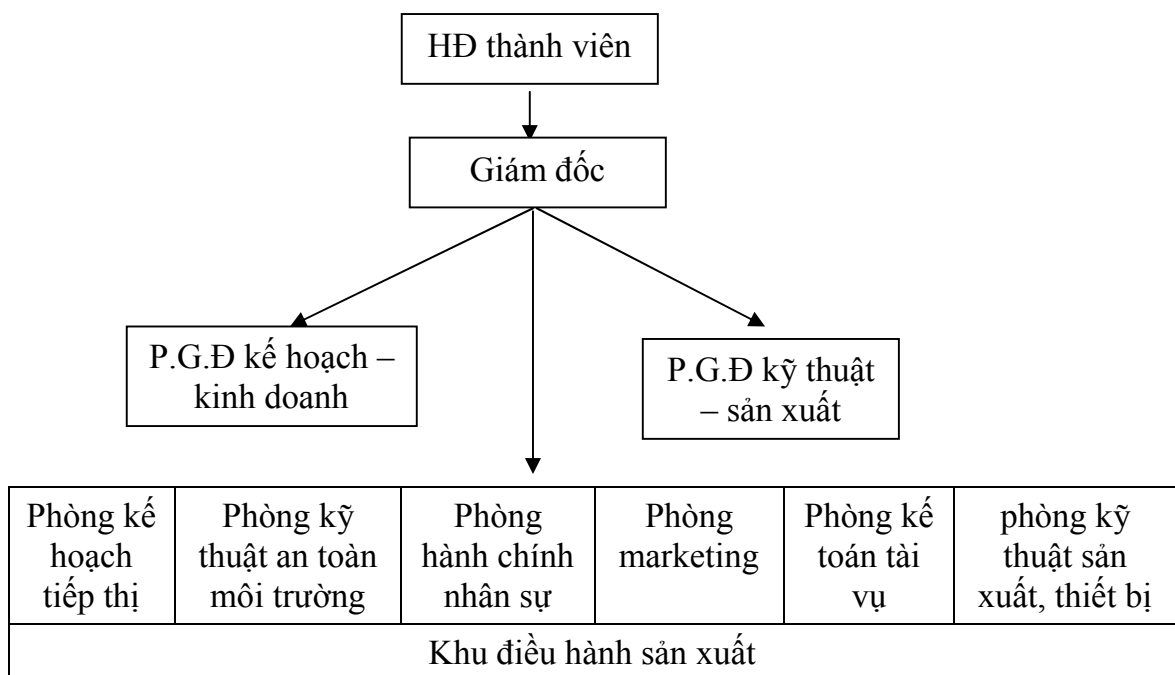 HĐ thành viên
Giám đốc
P.G.Đ kế hoạch –
kinh doanh
P.G.Đ kỹ thuật
– sản xuất
Phòng kế
hoạch
tiếp thị
Phòng kỹ
thuật an toàn
môi trường
Phòng
hành chính
nhân sự
Phòng
marketing
Phòng kế
toán tài
vụ
phòng kỹ
thuật sản
xuất, thiết bị
Khu điều hành sản xuất